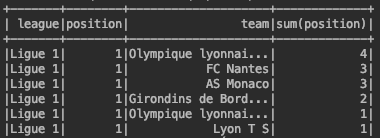 +-------+--------+--------------------+-------------+
| league|position|                team|sum(position)|
+-------+--------+--------------------+-------------+
|Ligue 1|       1|Olympique lyonnai...|            4|
|Ligue 1|       1|           FC Nantes|            3|
|Ligue 1|       1|           AS Monaco|            3|
|Ligue 1|       1|Girondins de Bord...|            2|
|Ligue 1|       1|Olympique lyonnai...|            1|
|Ligue 1|       1|            Lyon T S|            1|